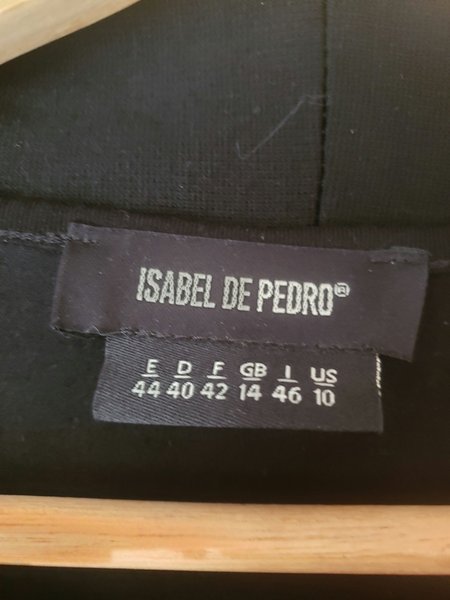 ISABEL DE PEDRO®
E D F GB I US
44 40 42 14 46 10